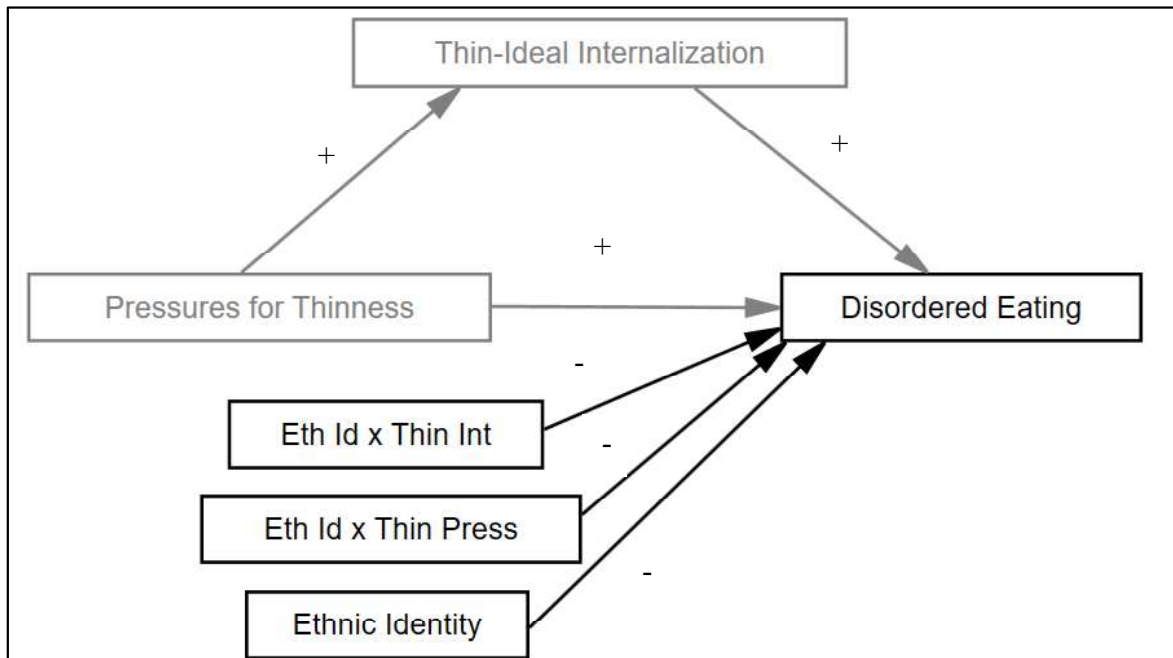 Thin-Ideal Internalization
+
+
+
Pressures for Thinness
Disordered Eating
-
Eth Id x Thin Int
-
Eth Id x Thin Press
-
Ethnic Identity